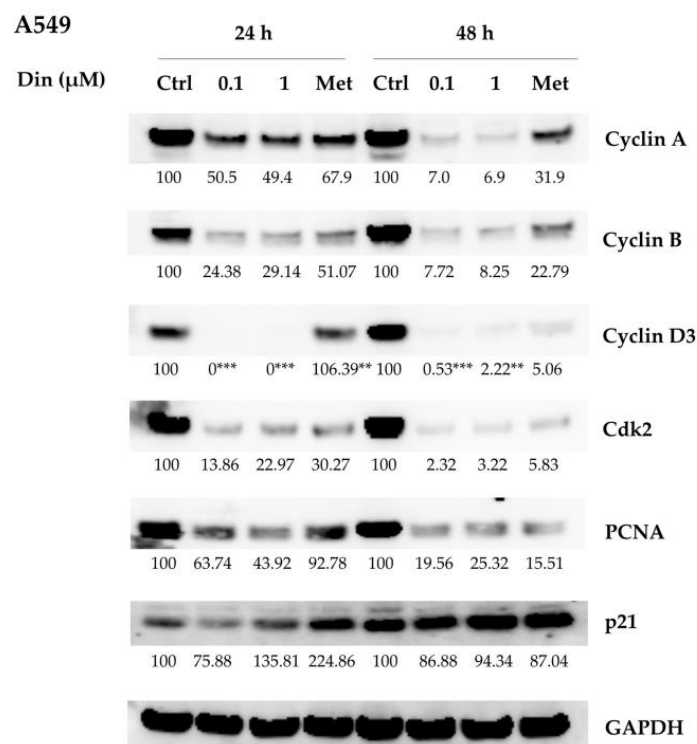 A549
24 h 48 h
Din (μM) Ctrl 0.1 1 Met Ctrl 0.1 1 Met
Cyclin A
100 50.5 49.4 67.9 100 7.0 6.9 31.9
Cyclin B
100 24.38 29.14 51.07 100 7.72 8.25 22.79
Cyclin D3
100 0*** 0*** 106.39** 100 0.53*** 2.22** 5.06
Cdk2
100 13.86 22.97 30.27 100 2.32 3.22 5.83
PCNA
100 63.74 43.92 92.78 100 19.56 25.32 15.51
p21
100 75.88 135.81 224.86 100 86.88 94.34 87.04
GAPDH